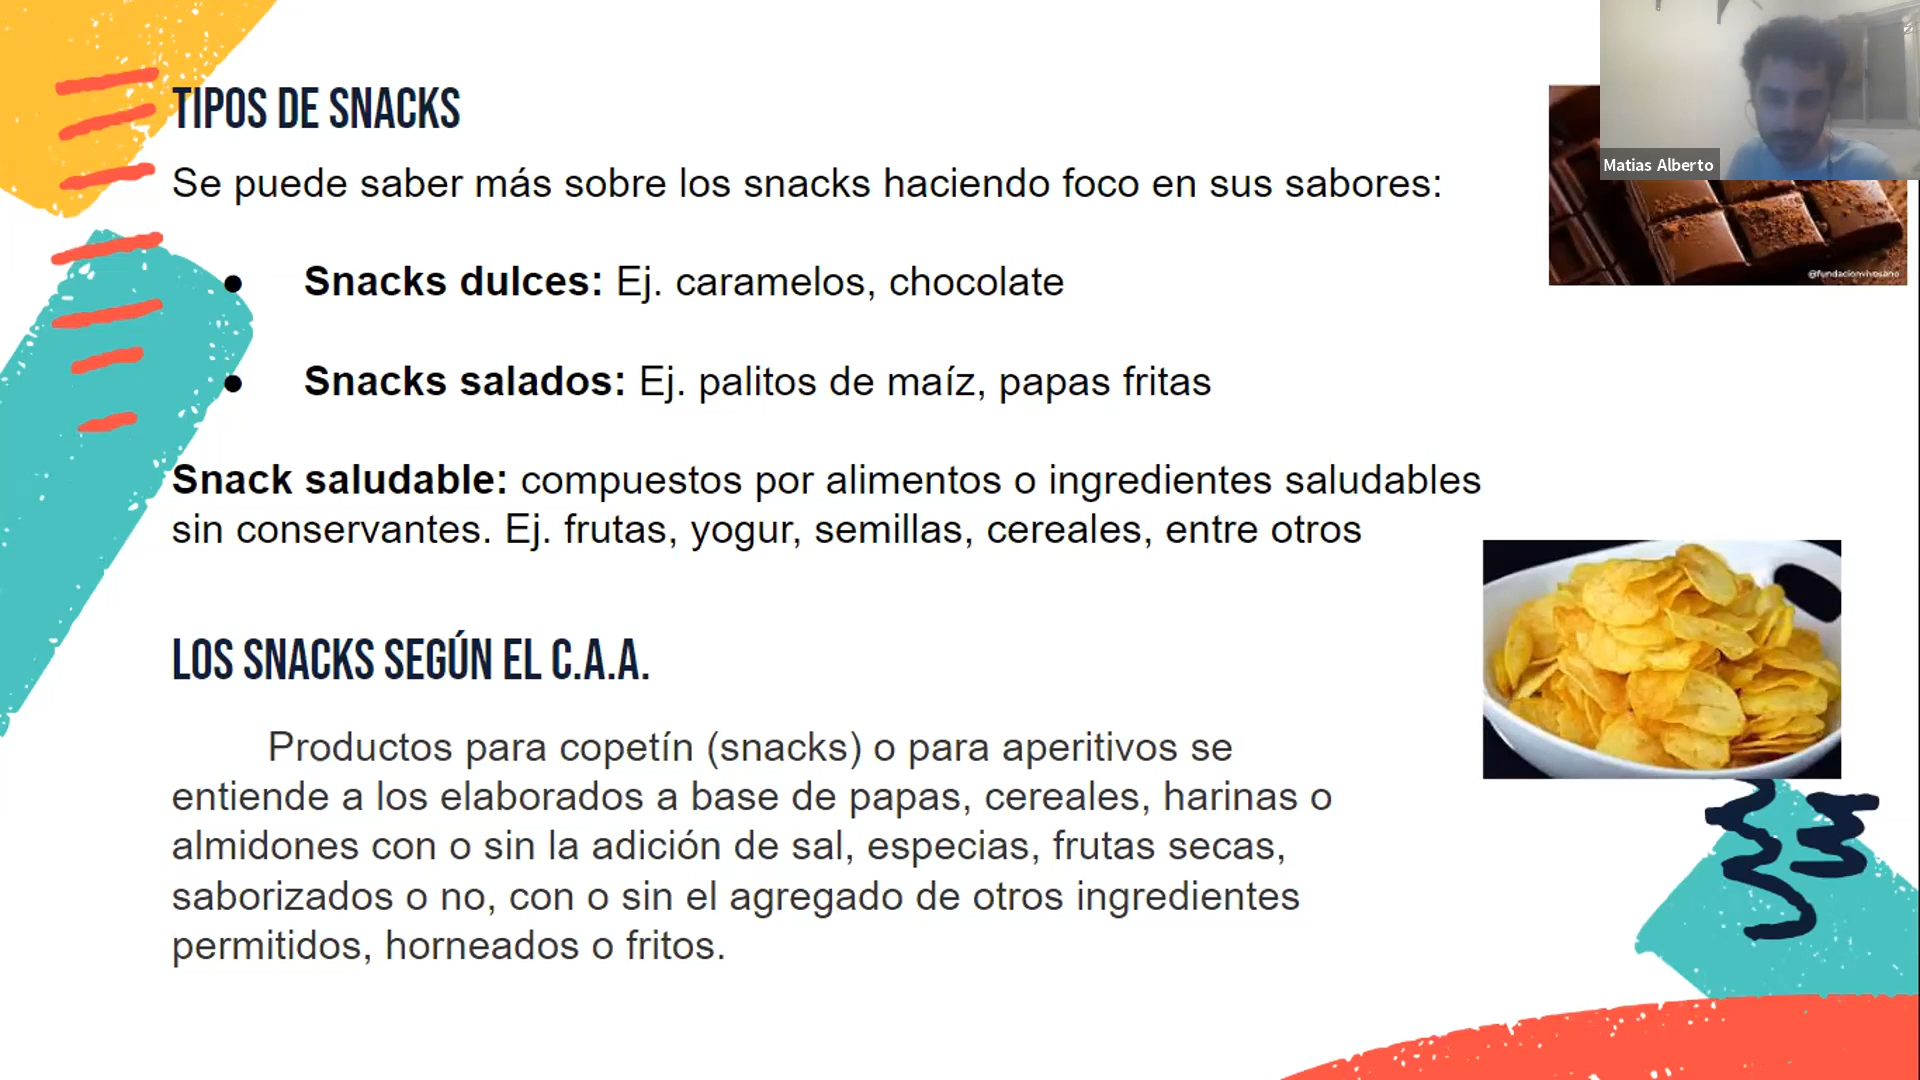 TIPOS DE SNACKS
Se puede saber más sobre los snacks haciendo foco en sus sabores:
● Snacks dulces: Ej. caramelos, chocolate
● Snacks salados: Ej. palitos de maíz, papas fritas
Snack saludable: compuestos por alimentos o ingredientes saludables
sin conservantes. Ej. frutas, yogur, semillas, cereales, entre otros
LOS SNACKS SEGÚN EL C.A.A.
Productos para copetín (snacks) o para aperitivos se
entiende a los elaborados a base de papas, cereales, harinas o
almidones con o sin la adición de sal, especias, frutas secas,
saborizados o no, con o sin el agregado de otros ingredientes
permitidos, horneados o fritos.
Matias Alberto
@fundacionvivosano